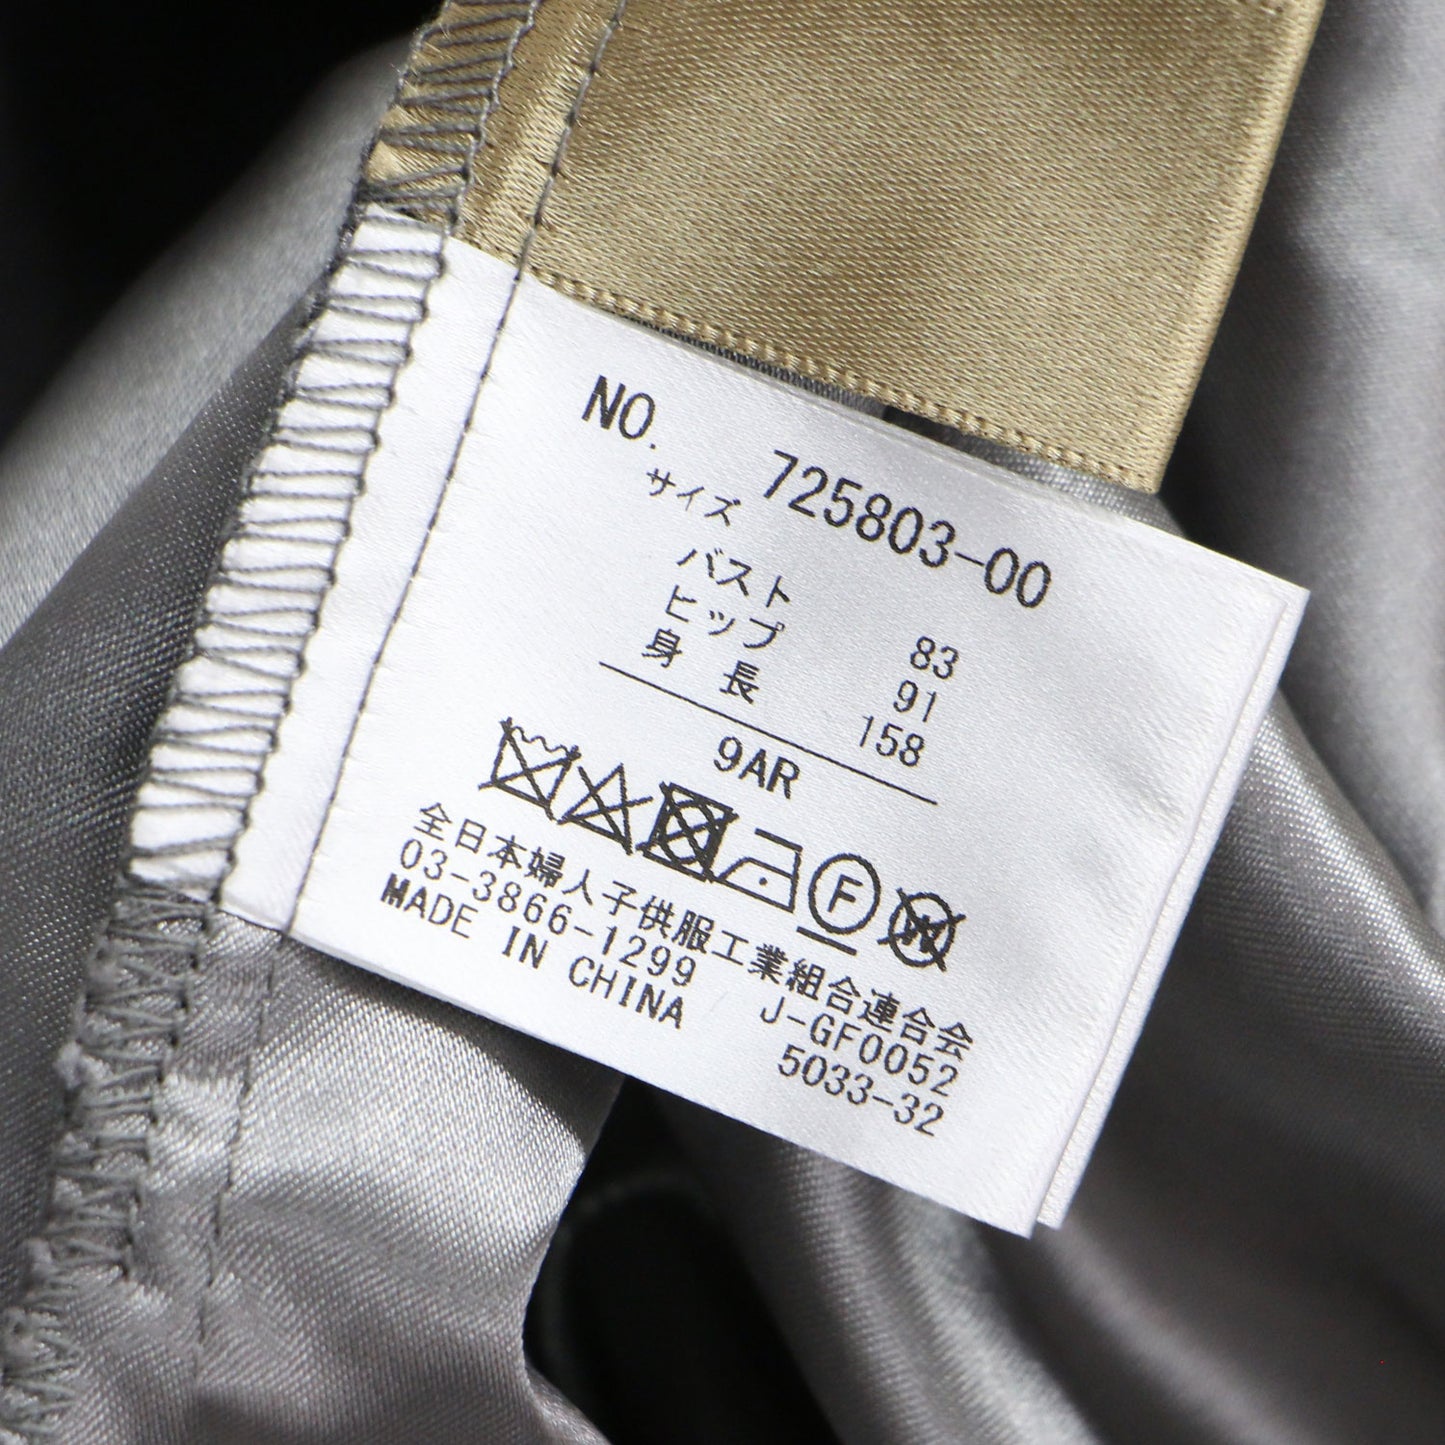 NO. 725803-00
サイズ
バスト 83
ヒップ 91
身長 158
9AR
F W
全日本婦人子供服工業組合連合会
03-3866-1299 J-GF0052
MADE IN CHINA 5033-32